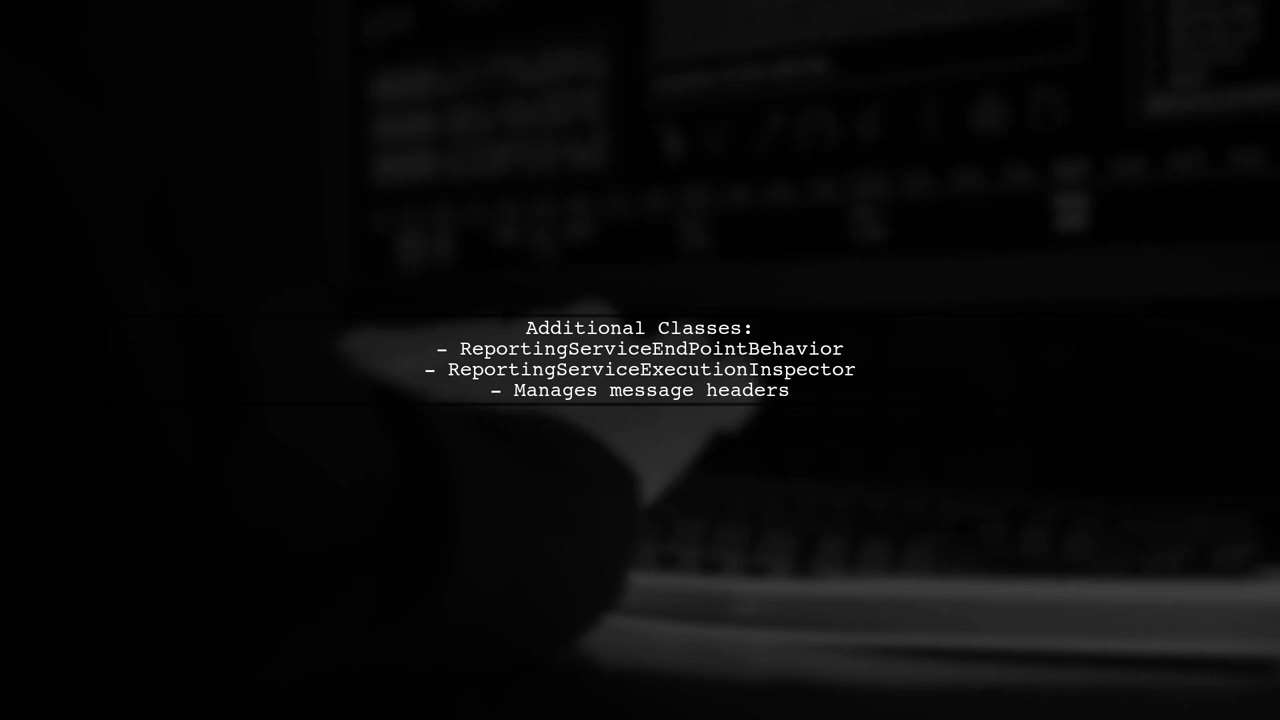 Additional Classes:
- ReportingServiceEndPointBehavior
- ReportingServiceExecutionInspector
- Manages message headers